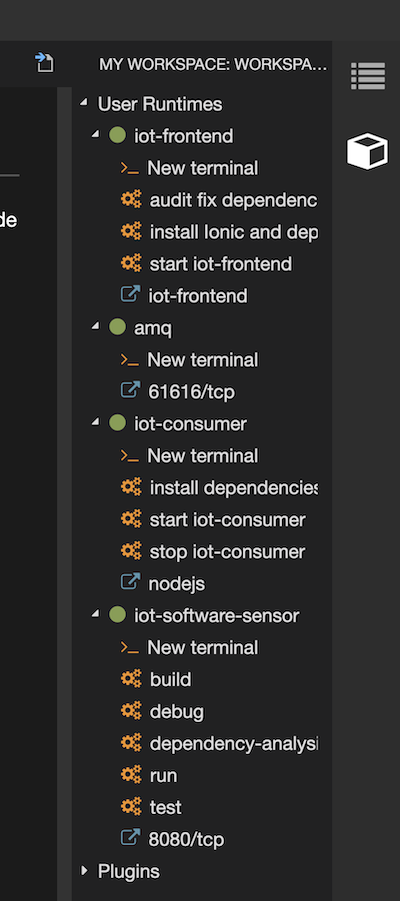 MY WORKSPACE: WORKSPA...
User Runtimes
iot-frontend
>_ New terminal
audit fix dependenc
de
install Ionic and dep
start iot-frontend
iot-frontend
amq
>_ New terminal
61616/tcp
iot-consumer
>_ New terminal
install dependencies
start iot-consumer
stop iot-consumer
nodejs
iot-software-sensor
>_ New terminal
build
debug
dependency-analysi
run
test
8080/tcp
Plugins